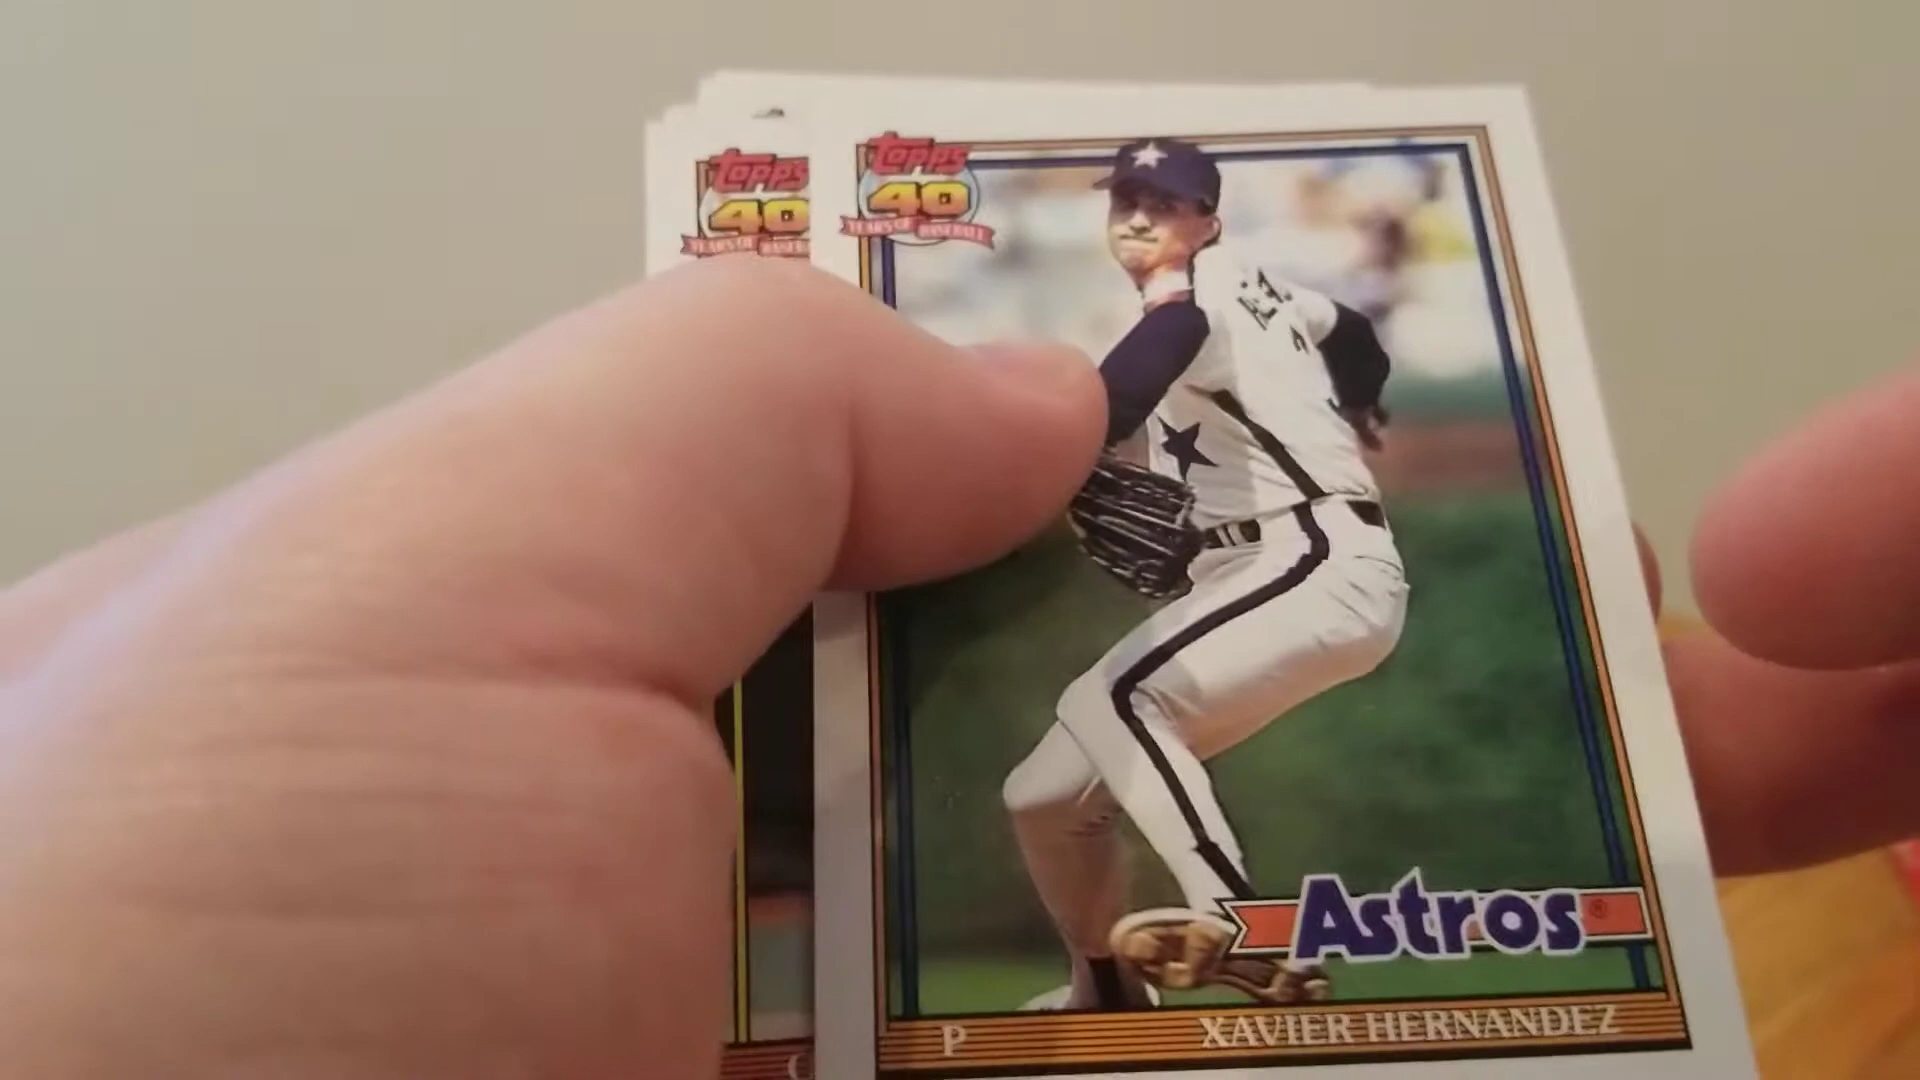 topps
40
YEARS OF BASEBALL
topps
40
YEARS OF BASEBALL
Astros®
P
XAVIER HERNANDEZ